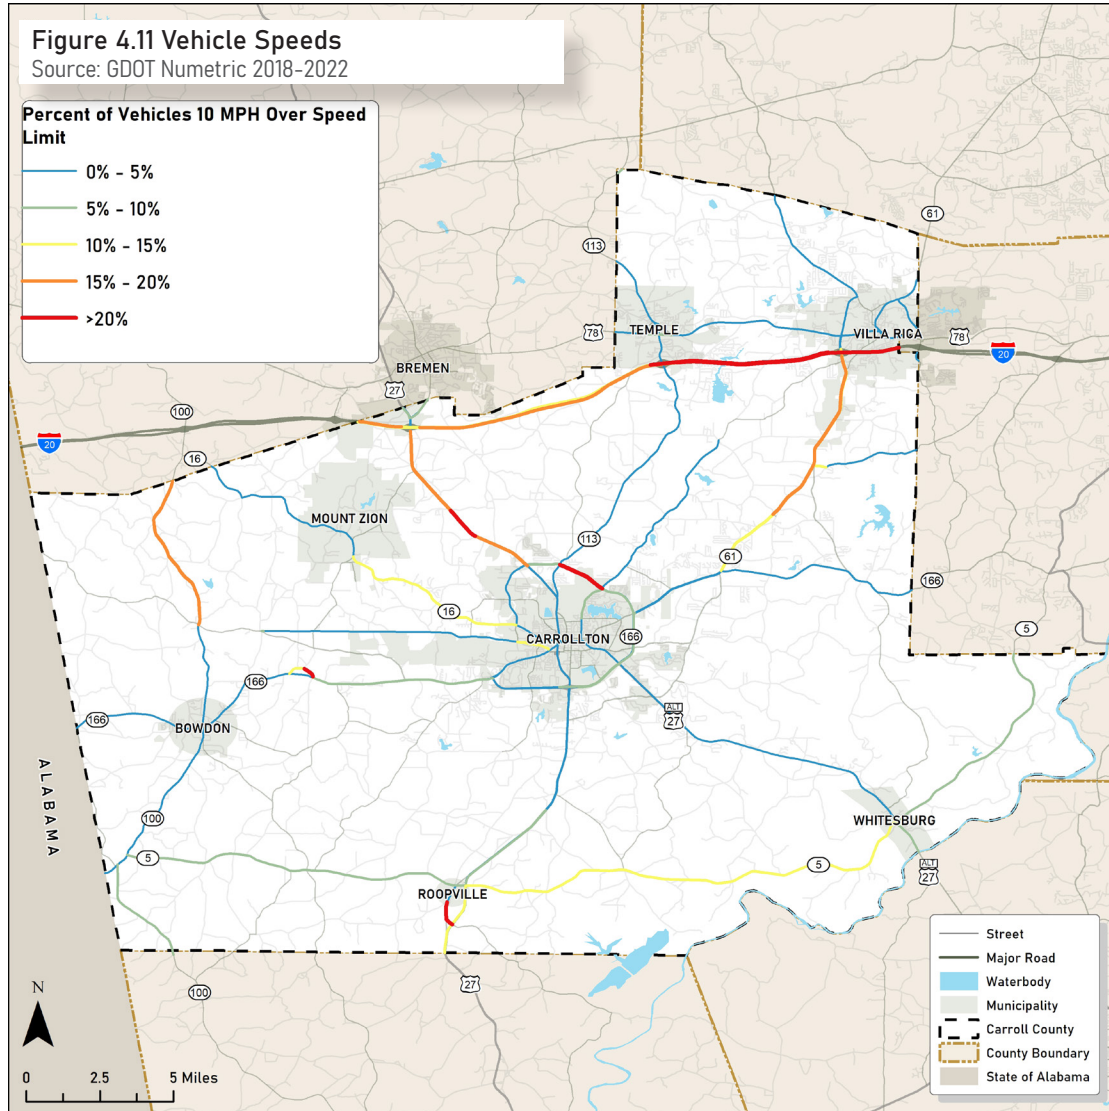 Figure 4.11 Vehicle Speeds
Source: GDOT Numetric 2018-2022
Percent of Vehicles 10 MPH Over Speed
Limit
0% - 5%
5% - 10%
10% - 15%
15% - 20%
>20%
61
113
78
TEMPLE
VILLA RICA
78
20
BREMEN
27
100
20
16
MOUNT ZION
113
61
166
16
CARROLLTON
166
5
166
ALT
27
166
BOWDON
ALABAMA
100
WHITESBURG
5
5
ALT
27
ROOPVILLE
27
100
N
0 2.5 5 Miles
Street
Major Road
Waterbody
Municipality
Carroll County
County Boundary
State of Alabama